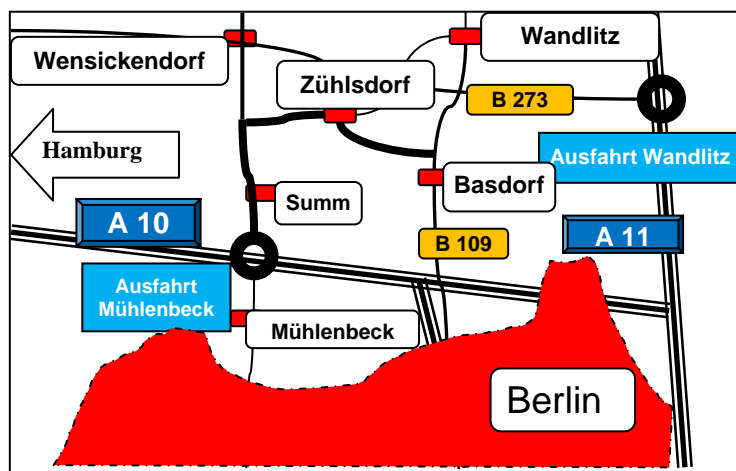 Wandlitz
Wensickendorf
Zühlsdorf
B 273
Hamburg
Ausfahrt Wandlitz
Basdorf
Summ
A 10
B 109
A 11
Ausfahrt
Mühlenbeck
Mühlenbeck
Berlin